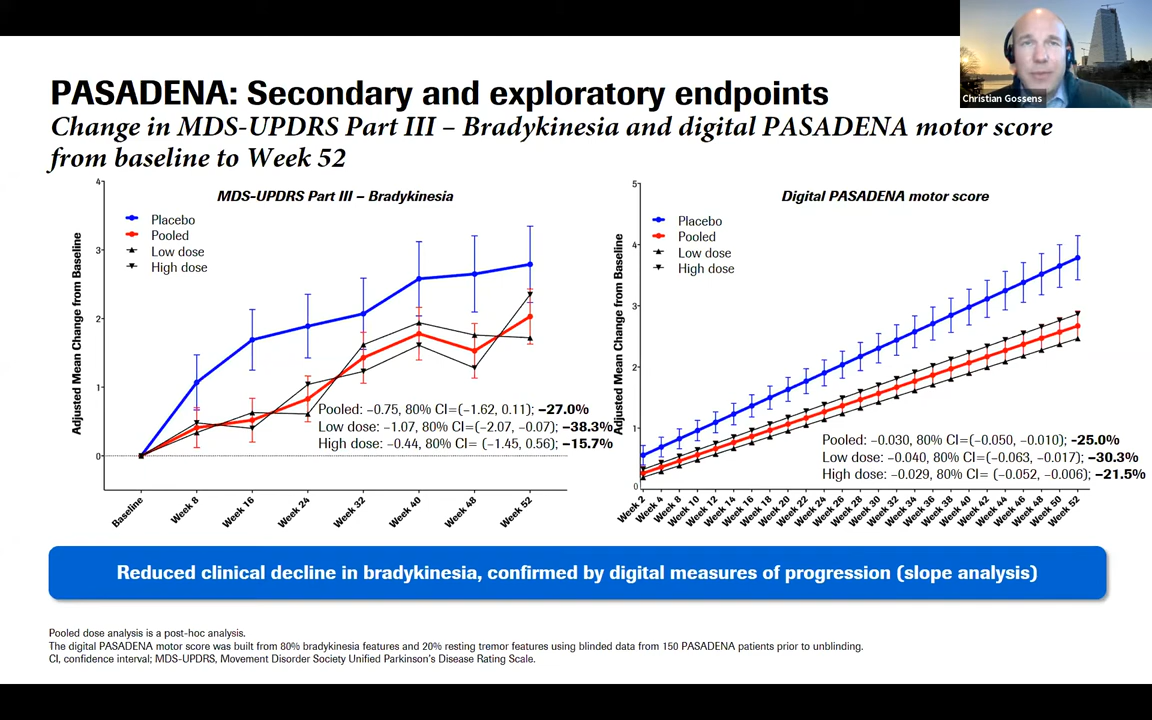 Christian Gossens
PASADENA: Secondary and exploratory endpoints
Change in MDS-UPDRS Part III – Bradykinesia and digital PASADENA motor score
from baseline to Week 52
MDS-UPDRS Part III – Bradykinesia
Adjusted Mean Change from Baseline
4
3
2
1
0
Placebo
Pooled
Low dose
High dose
Pooled: –0.75, 80% CI=(–1.62, 0.11); –27.0%
Low dose: –1.07, 80% CI=(–2.07, –0.07); –38.3%
High dose: –0.44, 80% CI= (–1.45, 0.56); –15.7%
Baseline
Week 8
Week 16
Week 24
Week 32
Week 40
Week 48
Week 52
Digital PASADENA motor score
Adjusted Mean Change from Baseline
5
4
3
2
1
0
Placebo
Pooled
Low dose
High dose
Pooled: –0.030, 80% CI=(–0.050, –0.010); –25.0%
Low dose: –0.040, 80% CI=(–0.063, –0.017); –30.3%
High dose: –0.029, 80% CI= (–0.052, –0.006); –21.5%
Week 2
Week 4
Week 8
Week 10
Week 12
Week 14
Week 16
Week 18
Week 20
Week 22
Week 24
Week 26
Week 28
Week 30
Week 32
Week 34
Week 36
Week 38
Week 40
Week 42
Week 44
Week 46
Week 48
Week 50
Week 52
Reduced clinical decline in bradykinesia, confirmed by digital measures of progression (slope analysis)
Pooled dose analysis is a post-hoc analysis.
The digital PASADENA motor score was built from 80% bradykinesia features and 20% resting tremor features using blinded data from 150 PASADENA patients prior to unblinding.
CI, confidence interval; MDS-UPDRS, Movement Disorder Society Unified Parkinson's Disease Rating Scale.